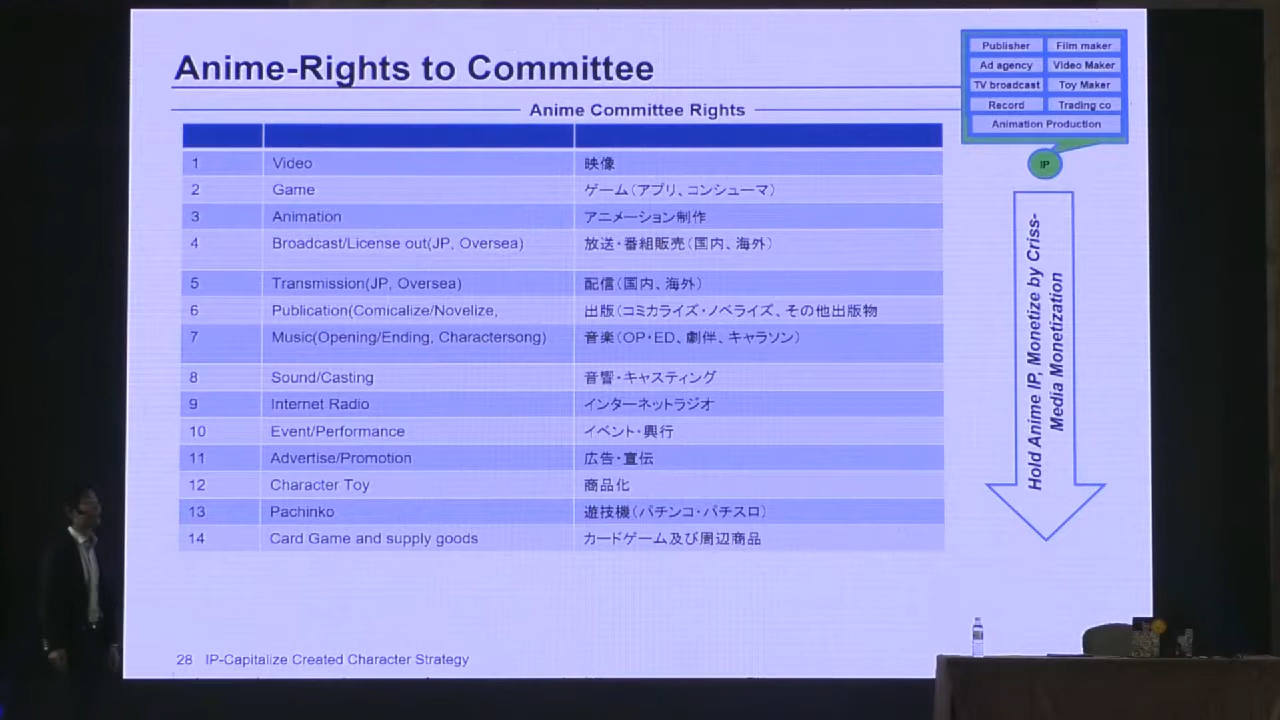 Anime-Rights to Committee
Anime Committee Rights
1 Video 映像
2 Game ゲーム(アプリ、コンシューマ)
3 Animation アニメーション制作
4 Broadcast/License out(JP, Oversea) 放送・番組販売(国内、海外)
5 Transmission(JP, Oversea) 配信(国内、海外)
6 Publication(Comicalize/Novelize, 出版(コミカライズ・ノベライズ、その他出版物
7 Music(Opening/Ending, Charactersong) 音楽(OP・ED、劇伴、キャラソン)
8 Sound/Casting 音響・キャスティング
9 Internet Radio インターネットラジオ
10 Event/Performance イベント・興行
11 Advertise/Promotion 広告・宣伝
12 Character Toy 商品化
13 Pachinko 遊技機(パチンコ・パチスロ)
14 Card Game and supply goods カードゲーム及び周辺商品
Publisher Film maker
Ad agency Video Maker
TV broadcast Toy Maker
Record Trading co
Animation Production
IP
Hold Anime IP, Monetize by Criss-
Media Monetization
28 IP-Capitalize Created Character Strategy